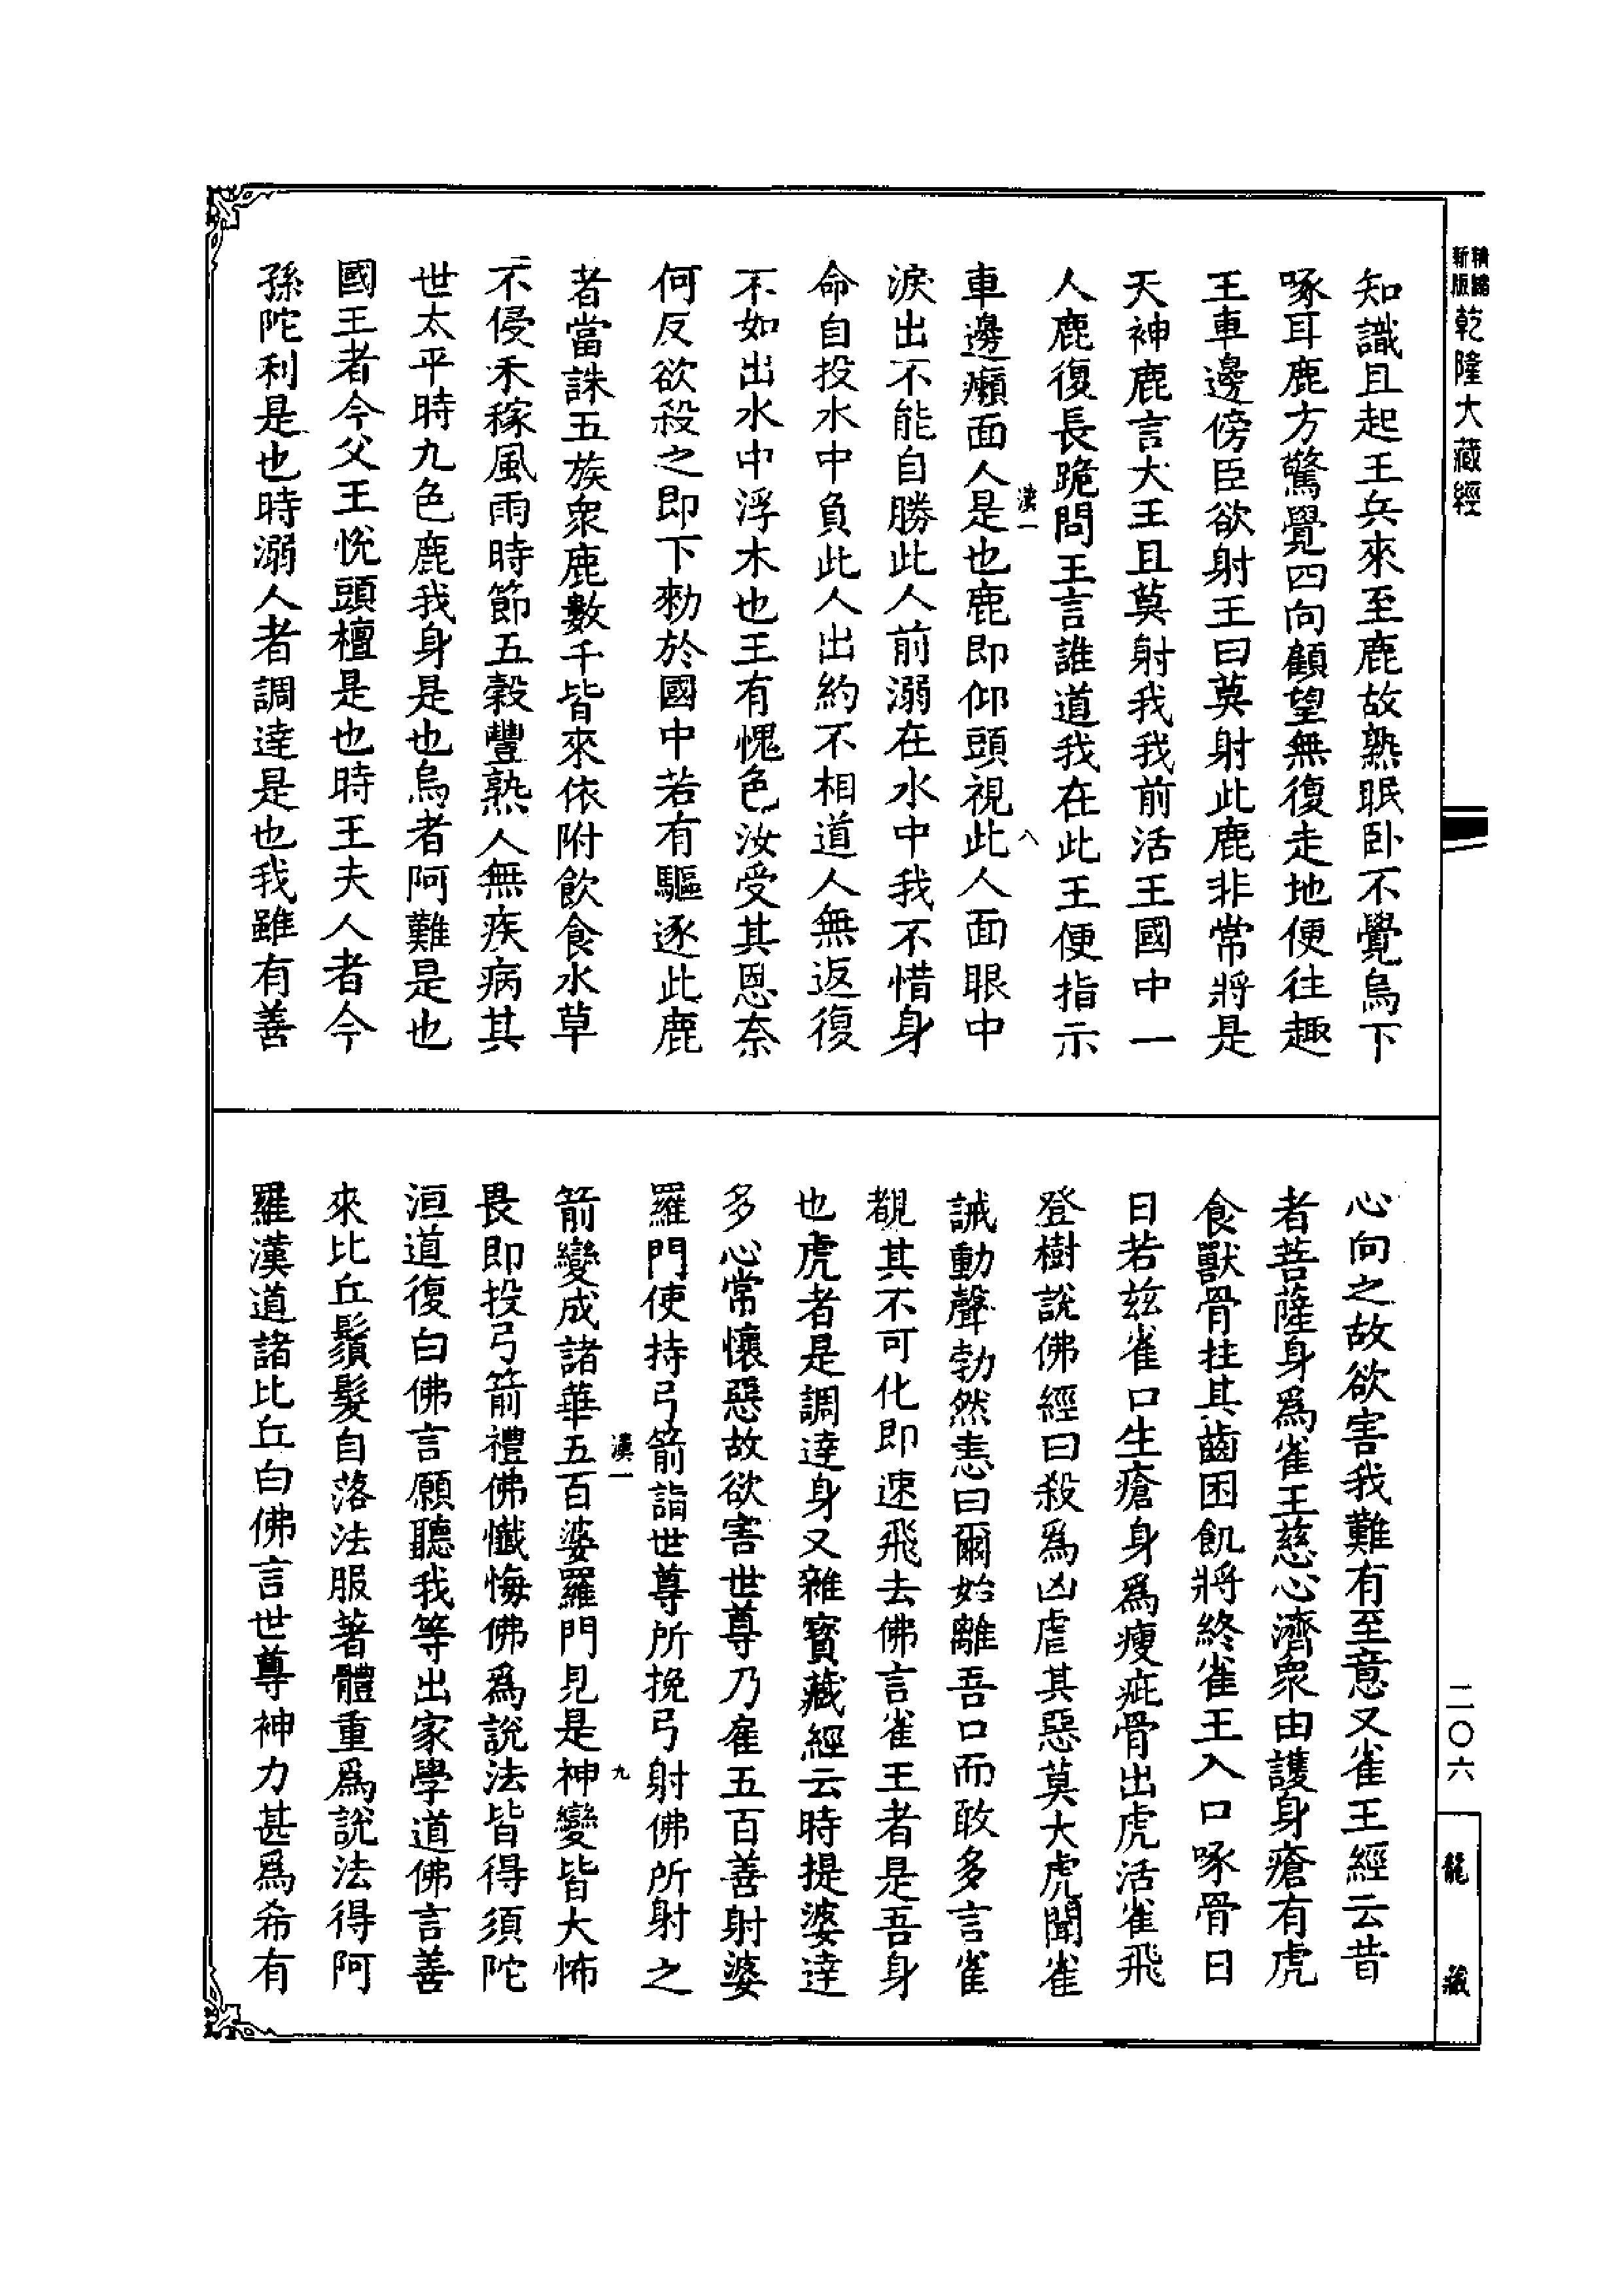 新版精縮乾隆大藏經
知識且起王兵來至鹿故熟眠卧不覺烏下
啄耳鹿方驚覺四向顧望無復走地便往趣
王車邊傍臣欲射王曰莫射此鹿非常將是
天神鹿言大王且莫射我我前活王國中一
人鹿復長跪問王言誰道我在此王便指示
漢一
八
車邊癩面人是也鹿即仰頭視此人面眼中
淚出不能自勝此人前溺在水中我不惜身
命自投水中負此人出約不相道人無返復
不如出水中浮木也王有愧色汝受其恩奈
何反欲殺之即下勑於國中若有驅逐此鹿
者當誅五族衆鹿數千皆來依附飲食水草
不侵禾稼風雨時節五穀豐熟人無疾病其
世太平時九色鹿我身是也烏者阿難是也
國王者今父王悅頭檀是也時王夫人者今
孫陀利是也時溺人者調達是也我雖有善
心向之故欲害我難有至意又雀王經云昔
者菩薩身爲雀王慈心濟衆由護身瘡有虎
食獸骨拄其齒困飢將終雀王入口啄骨日
日若兹雀口生瘡身爲瘦疵骨出虎活雀飛
登樹說佛經曰殺爲凶虐其惡莫大虎聞雀
誡動聲勃然恚曰爾始離吾口而敢多言雀
覩其不可化即速飛去佛言雀王者是吾身
也虎者是調達身又雜寶藏經云時提婆達
多心常懷惡故欲害世尊乃雇五百善射婆
羅門使持弓箭詣世尊所挽弓射佛所射之
漢一
九
箭變成諸華五百婆羅門見是神變皆大怖
畏即投弓箭禮佛懺悔佛爲說法皆得須陀
洹道復白佛言願聽我等出家學道佛言善
來比丘鬚髮自落法服著體重爲說法得阿
羅漢道諸比丘白佛言世尊神力甚爲希有
二〇六
龍藏